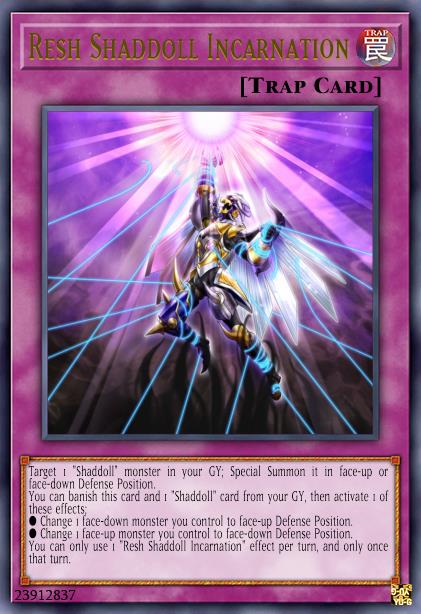 Resh Shaddoll Incarnation
TRAP
罠
[Trap Card]
Target 1 "Shaddoll" monster in your GY; Special Summon it in face-up or
face-down Defense Position.
You can banish this card and 1 "Shaddoll" card from your GY, then activate 1 of
these effects;
● Change 1 face-down monster you control to face-up Defense Position.
● Change 1 face-up monster you control to face-down Defense Position.
You can only use 1 "Resh Shaddoll Incarnation" effect per turn, and only once
that turn.
23912837